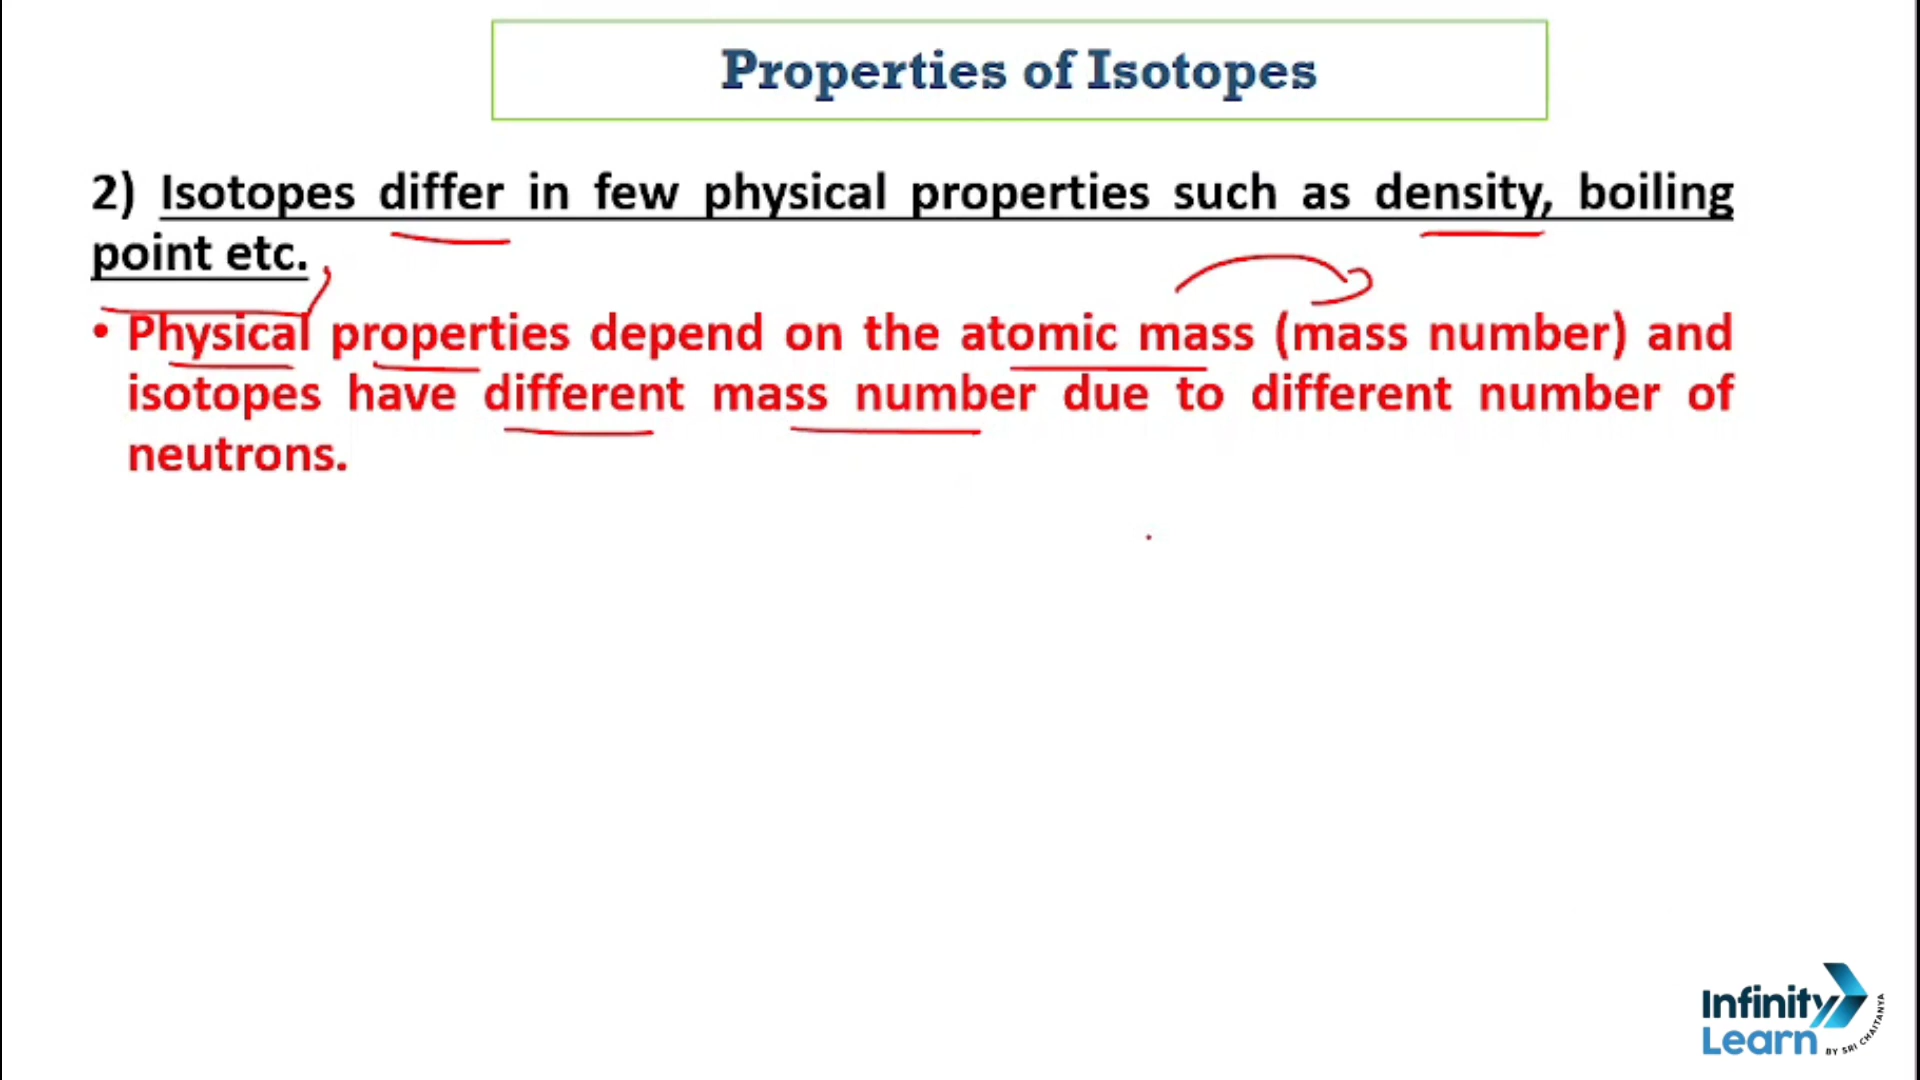 Properties of Isotopes
2) Isotopes differ in few physical properties such as density, boiling
point etc.
• Physical properties depend on the atomic mass (mass number) and
isotopes have different mass number due to different number of
neutrons.
Infinity
Learn
BY SRI CHAITANYA